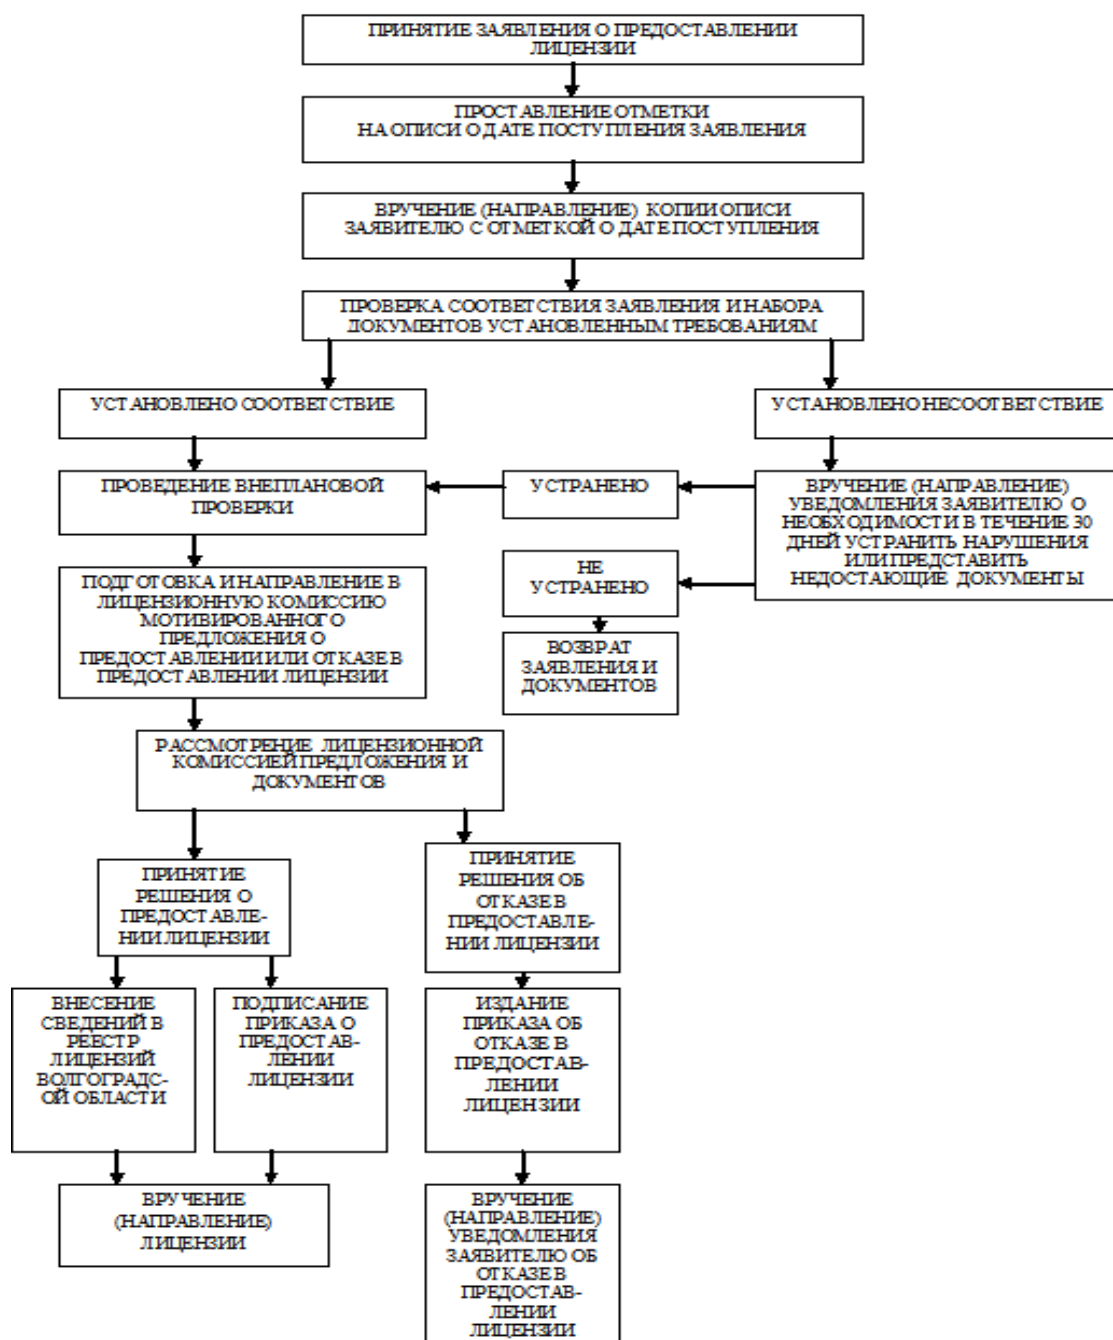 ПРИНЯТИЕ ЗАЯВЛЕНИЯ О ПРЕДОСТАВЛЕНИИ
ЛИЦЕНЗИИ
ПРОСТАВЛЕНИЕ ОТМЕТКИ
НА ОПИСИ О ДАТЕ ПОСТУПЛЕНИЯ ЗАЯВЛЕНИЯ
ВРУЧЕНИЕ (НАПРАВЛЕНИЕ) КОПИИ ОПИСИ
ЗАЯВИТЕЛЮ С ОТМЕТКОЙ О ДАТЕ ПОСТУПЛЕНИЯ
ПРОВЕРКА СООТВЕТСТВИЯ ЗАЯВЛЕНИЯ И НАБОРА
ДОКУМЕНТОВ УСТАНОВЛЕННЫМ ТРЕБОВАНИЯМ
УСТАНОВЛЕНО СООТВЕТСТВИЕ
УСТАНОВЛЕНО НЕСООТВЕТСТВИЕ
ПРОВЕДЕНИЕ ВНЕПЛАНОВОЙ
ПРОВЕРКИ
УСТРАНЕНО
ВРУЧЕНИЕ (НАПРАВЛЕНИЕ)
УВЕДОМЛЕНИЯ ЗАЯВИТЕЛЮ О
НЕОБХОДИМОСТИ В ТЕЧЕНИЕ 30
ДНЕЙ УСТРАНИТЬ НАРУШЕНИЯ
ИЛИ ПРЕДСТАВИТЬ
НЕДОСТАЮЩИЕ ДОКУМЕНТЫ
НЕ
УСТРАНЕНО
ПОДГОТОВКА И НАПРАВЛЕНИЕ В
ЛИЦЕНЗИОННУЮ КОМИССИЮ
МОТИВИРОВАННОГО
ПРЕДЛОЖЕНИЯ О
ПРЕДОСТАВЛЕНИИ ИЛИ ОТКАЗЕ В
ПРЕДОСТАВЛЕНИИ ЛИЦЕНЗИИ
ВОЗВРАТ
ЗАЯВЛЕНИЯ И
ДОКУМЕНТОВ
РАССМОТРЕНИЕ ЛИЦЕНЗИОННОЙ
КОМИССИЕЙ ПРЕДЛОЖЕНИЯ И
ДОКУМЕНТОВ
ПРИНЯТИЕ
РЕШЕНИЯ О
ПРЕДОСТАВЛЕ-
НИИ ЛИЦЕНЗИИ
ПРИНЯТИЕ
РЕШЕНИЯ ОБ
ОТКАЗЕ В
ПРЕДОСТАВЛЕ-
НИИ ЛИЦЕНЗИИ
ВНЕСЕНИЕ
СВЕДЕНИЙ В
РЕЕСТР
ЛИЦЕНЗИЙ
ВОЛГОГРАДС-
ОЙ ОБЛАСТИ
ПОДПИСАНИЕ
ПРИКАЗА О
ПРЕДОСТАВ-
ЛЕНИИ
ЛИЦЕНЗИИ
ИЗДАНИЕ
ПРИКАЗА ОБ
ОТКАЗЕ В
ПРЕДОСТАВ-
ЛЕНИИ
ЛИЦЕНЗИИ
ВРУЧЕНИЕ
(НАПРАВЛЕНИЕ)
ЛИЦЕНЗИИ
ВРУЧЕНИЕ
(НАПРАВЛЕНИЕ)
УВЕДОМЛЕНИЯ
ЗАЯВИТЕЛЮ ОБ
ОТКАЗЕ В
ПРЕДОСТАВ-
ЛЕНИИ
ЛИЦЕНЗИИ